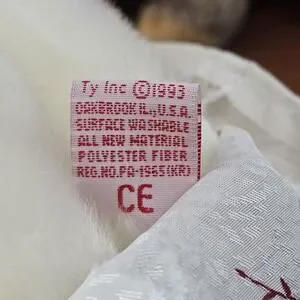 Ty Inc ©1993
OAKBROOK IL, U.S.A.
SURFACE WASHABLE
ALL NEW MATERIAL
POLYESTER FIBER
REG.NO.PA-1965(KR)
CE